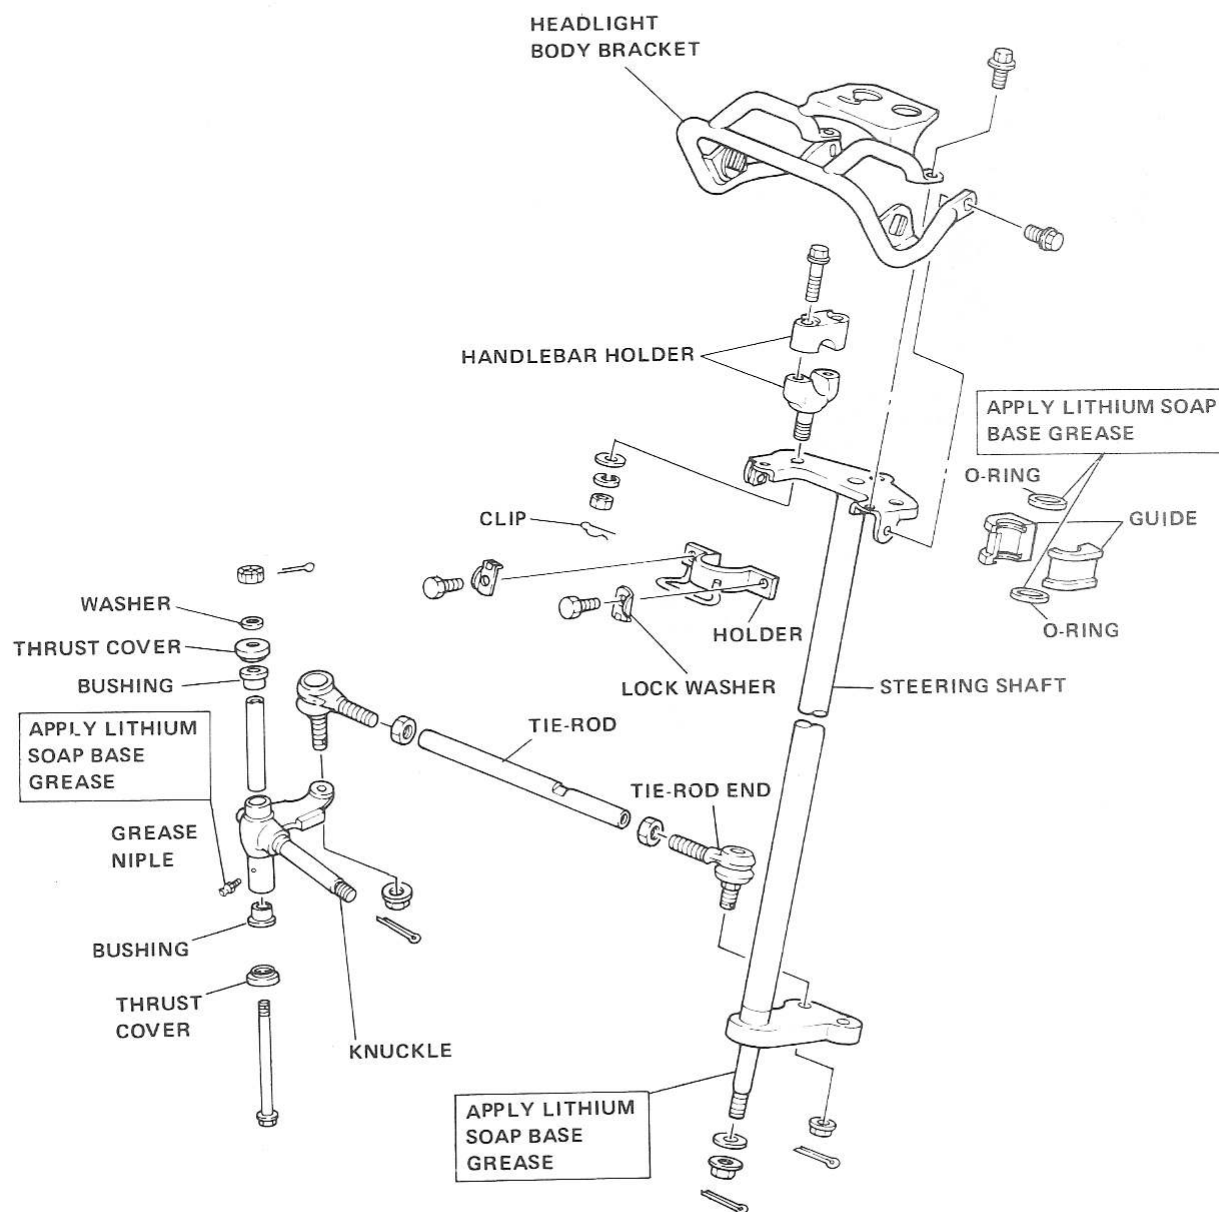 HEADLIGHT
BODY BRACKET
HANDLEBAR HOLDER
APPLY LITHIUM SOAP
BASE GREASE
O-RING
CLIP
GUIDE
WASHER
HOLDER
O-RING
THRUST COVER
BUSHING
LOCK WASHER
STEERING SHAFT
APPLY LITHIUM
SOAP BASE
GREASE
TIE-ROD
TIE-ROD END
GREASE
NIPLE
BUSHING
THRUST
COVER
KNUCKLE
APPLY LITHIUM
SOAP BASE
GREASE